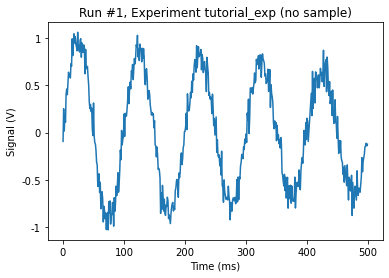 Run #1, Experiment tutorial_exp (no sample)
1
0.5
0
-0.5
-1
Signal (V)
0 100 200 300 400 500
Time (ms)